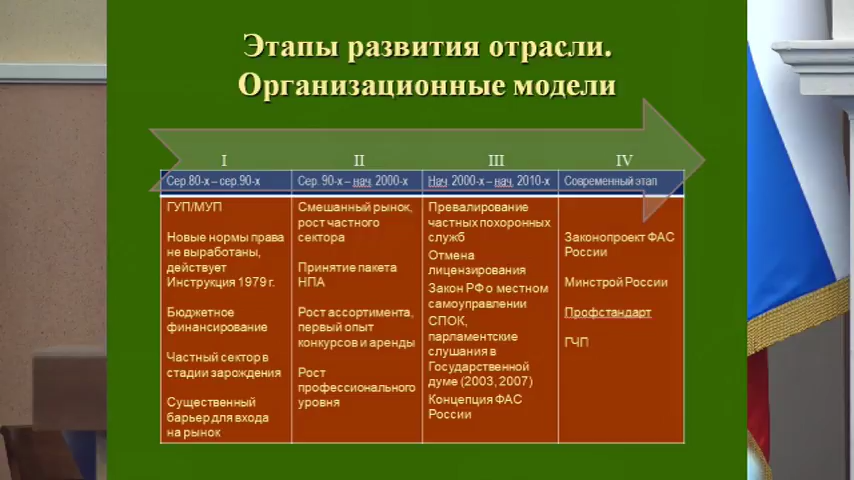 Этапы развития отрасли.
Организационные модели
I
II
III
IV
Сер.80-х – сер.90-х
Сер. 90-х – нач. 2000-х
Нач. 2000-х – нач. 2010-х
Современный этап
ГУП/МУП
Новые нормы права
не выработаны,
действует
Инструкция 1979 г.
Бюджетное
финансирование
Частный сектор в
стадии зарождения
Существенный
барьер для входа
на рынок
Смешанный рынок,
рост частного
сектора
Принятие пакета
НПА
Рост ассортимента,
первый опыт
конкурсов и аренды
Рост
профессионального
уровня
Превалирование
частных похоронных
служб
Отмена
лицензирования
Закон РФ о местном
самоуправлении
СПОК,
парламентские
слушания в
Государственной
думе (2003, 2007)
Концепция ФАС
России
Законопроект ФАС
России
Минстрой России
Профстандарт
ГЧП